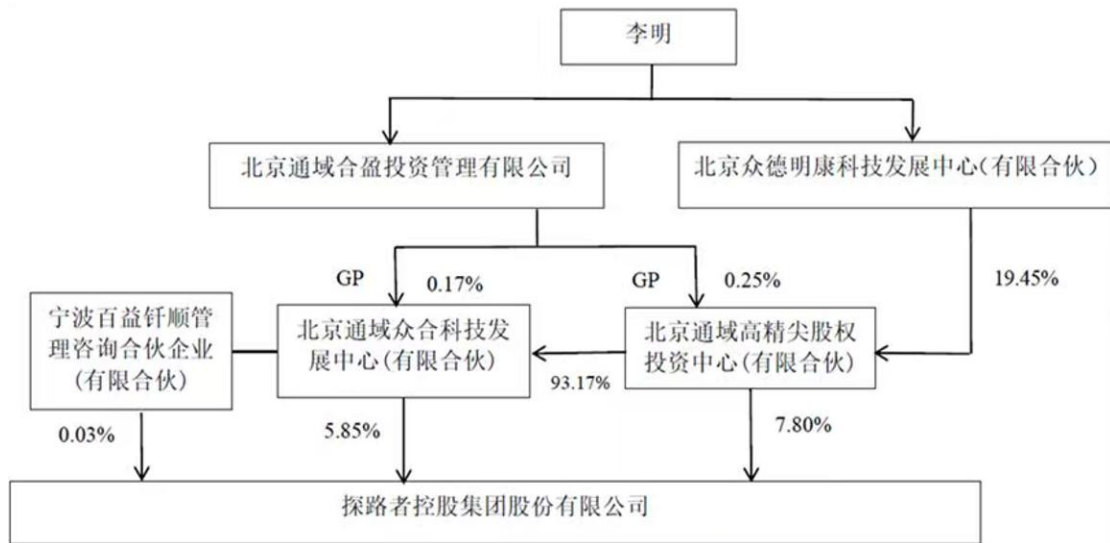 李明
北京通域合盈投资管理有限公司
北京众德明康科技发展中心(有限合伙)
GP
0.17%
GP
0.25%
19.45%
宁波百益钎顺管
理咨询合伙企业
(有限合伙)
北京通域众合科技发
展中心(有限合伙)
北京通域高精尖股权
投资中心(有限合伙)
93.17%
0.03%
5.85%
7.80%
探路者控股集团股份有限公司